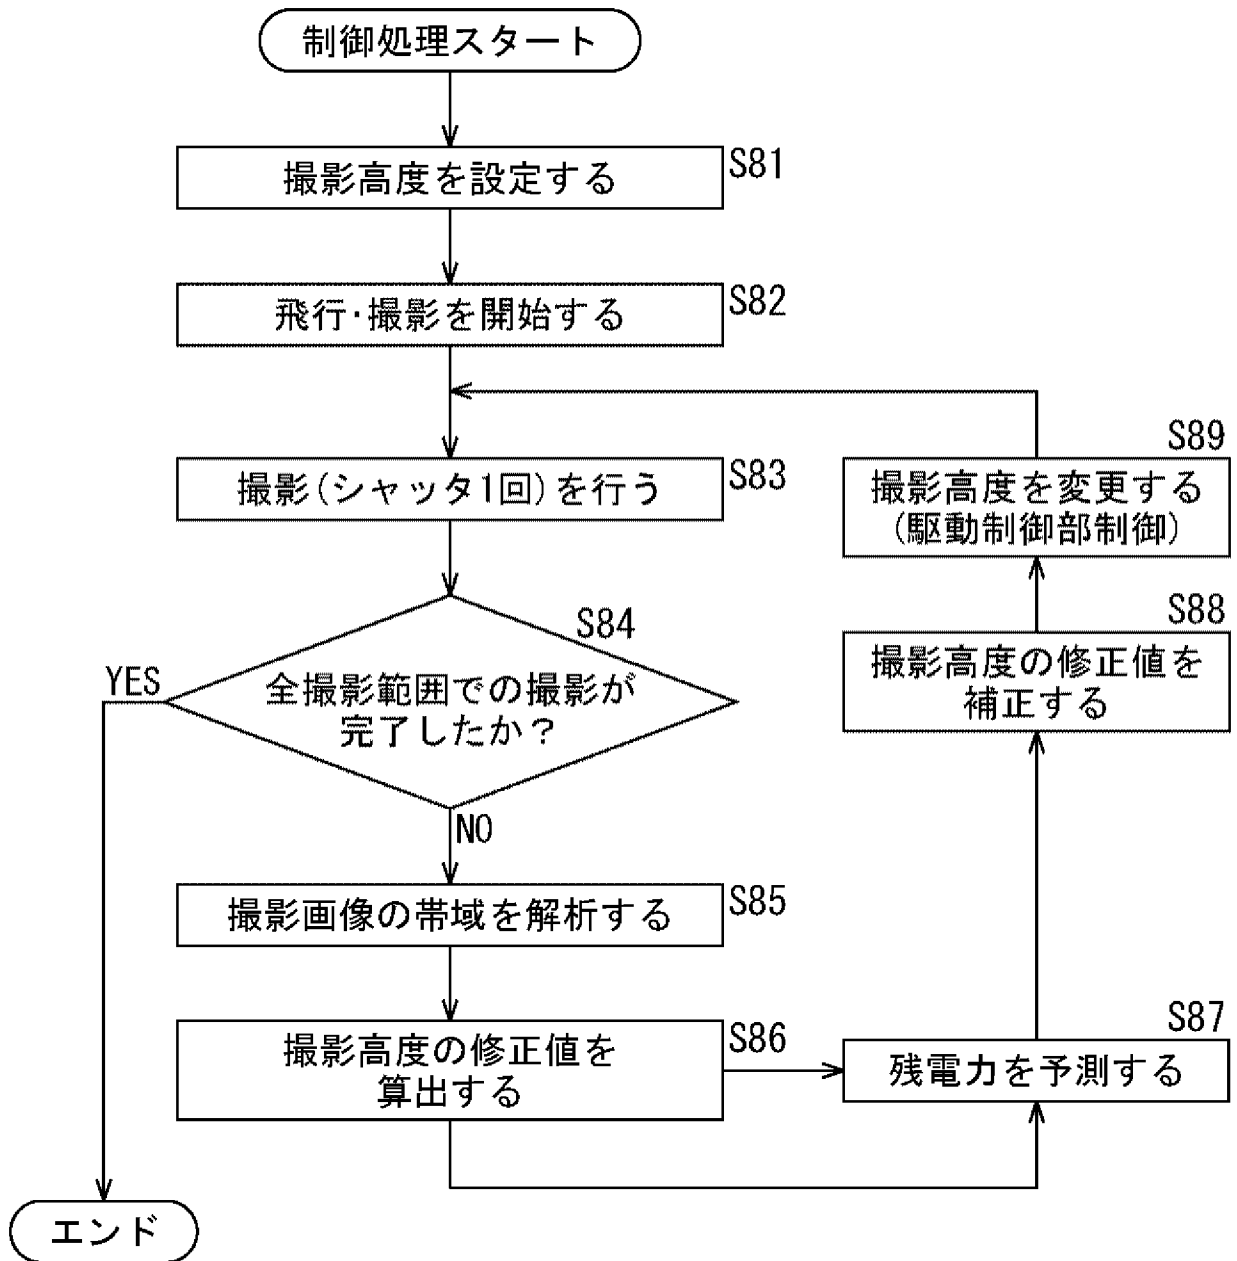 制御処理スタート
撮影高度を設定する
S81
飛行・撮影を開始する
S82
撮影(シャッタ1回)を行う
S83
S84
全撮影範囲での撮影が
完了したか?
YES
NO
撮影画像の帯域を解析する
S85
撮影高度の修正値を
算出する
S86
S87
残電力を予測する
S88
撮影高度の修正値を
補正する
S89
撮影高度を変更する
(駆動制御部制御)
エンド